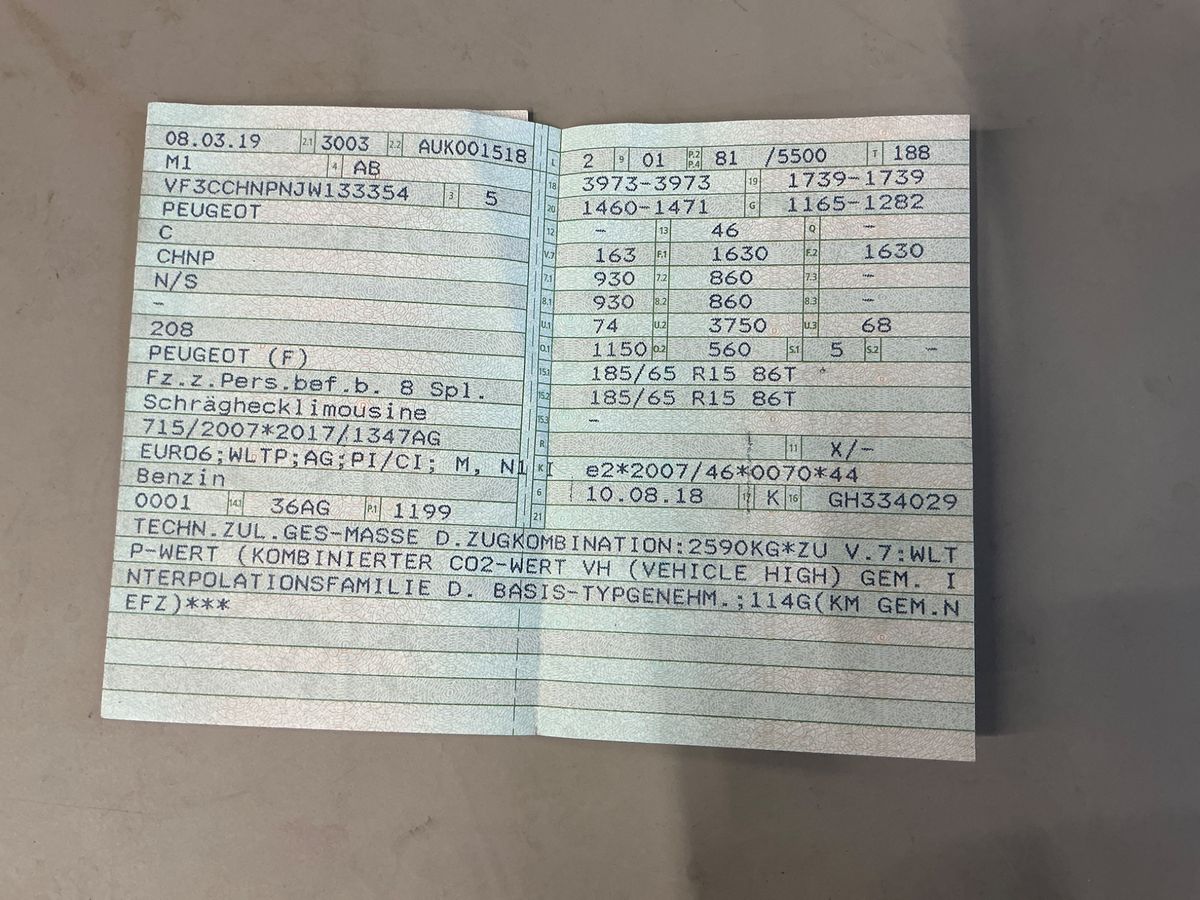 08.03.19 2.1 3003 2.2 AUK001518
M1 4 AB
VF3CCHNPNJW133354 3 5
PEUGEOT
C
CHNP
N/S
–
208
PEUGEOT (F)
Fz.z.Pers.bef.b. 8 Spl.
Schräghecklimousine
715/2007*2017/1347AG
EURO6;WLTP;AG;PI/CI; M, N1 I
Benzin
0001 14.1 36AG P.1 1199
L 2 9 01 P.2 P.4 81 /5500 T 188
18 3973-3973 19 1739-1739
20 1460-1471 G 1165-1282
12 – 13 46 Q –
V.7 163 F.1 1630 F.2 1630
7.1 930 7.2 860 7.3 –
8.1 930 8.2 860 8.3 –
U.1 74 U.2 3750 U.3 68
O.1 1150 O.2 560 S.1 5 S.2 –
15.1 185/65 R15 86T
15.2 185/65 R15 86T
15.3 –
R 11 X/–
K e2*2007/46*0070*44
6 10.08.18 17 K 16 GH334029
21
TECHN.ZUL.GES-MASSE D.ZUGKOMBINATION:2590KG*ZU V.7:WLT
P-WERT (KOMBINIERTER CO2-WERT VH (VEHICLE HIGH) GEM. I
NTERPOLATIONSFAMILIE D. BASIS-TYPGENEHM.;114G(KM GEM.N
EFZ)***